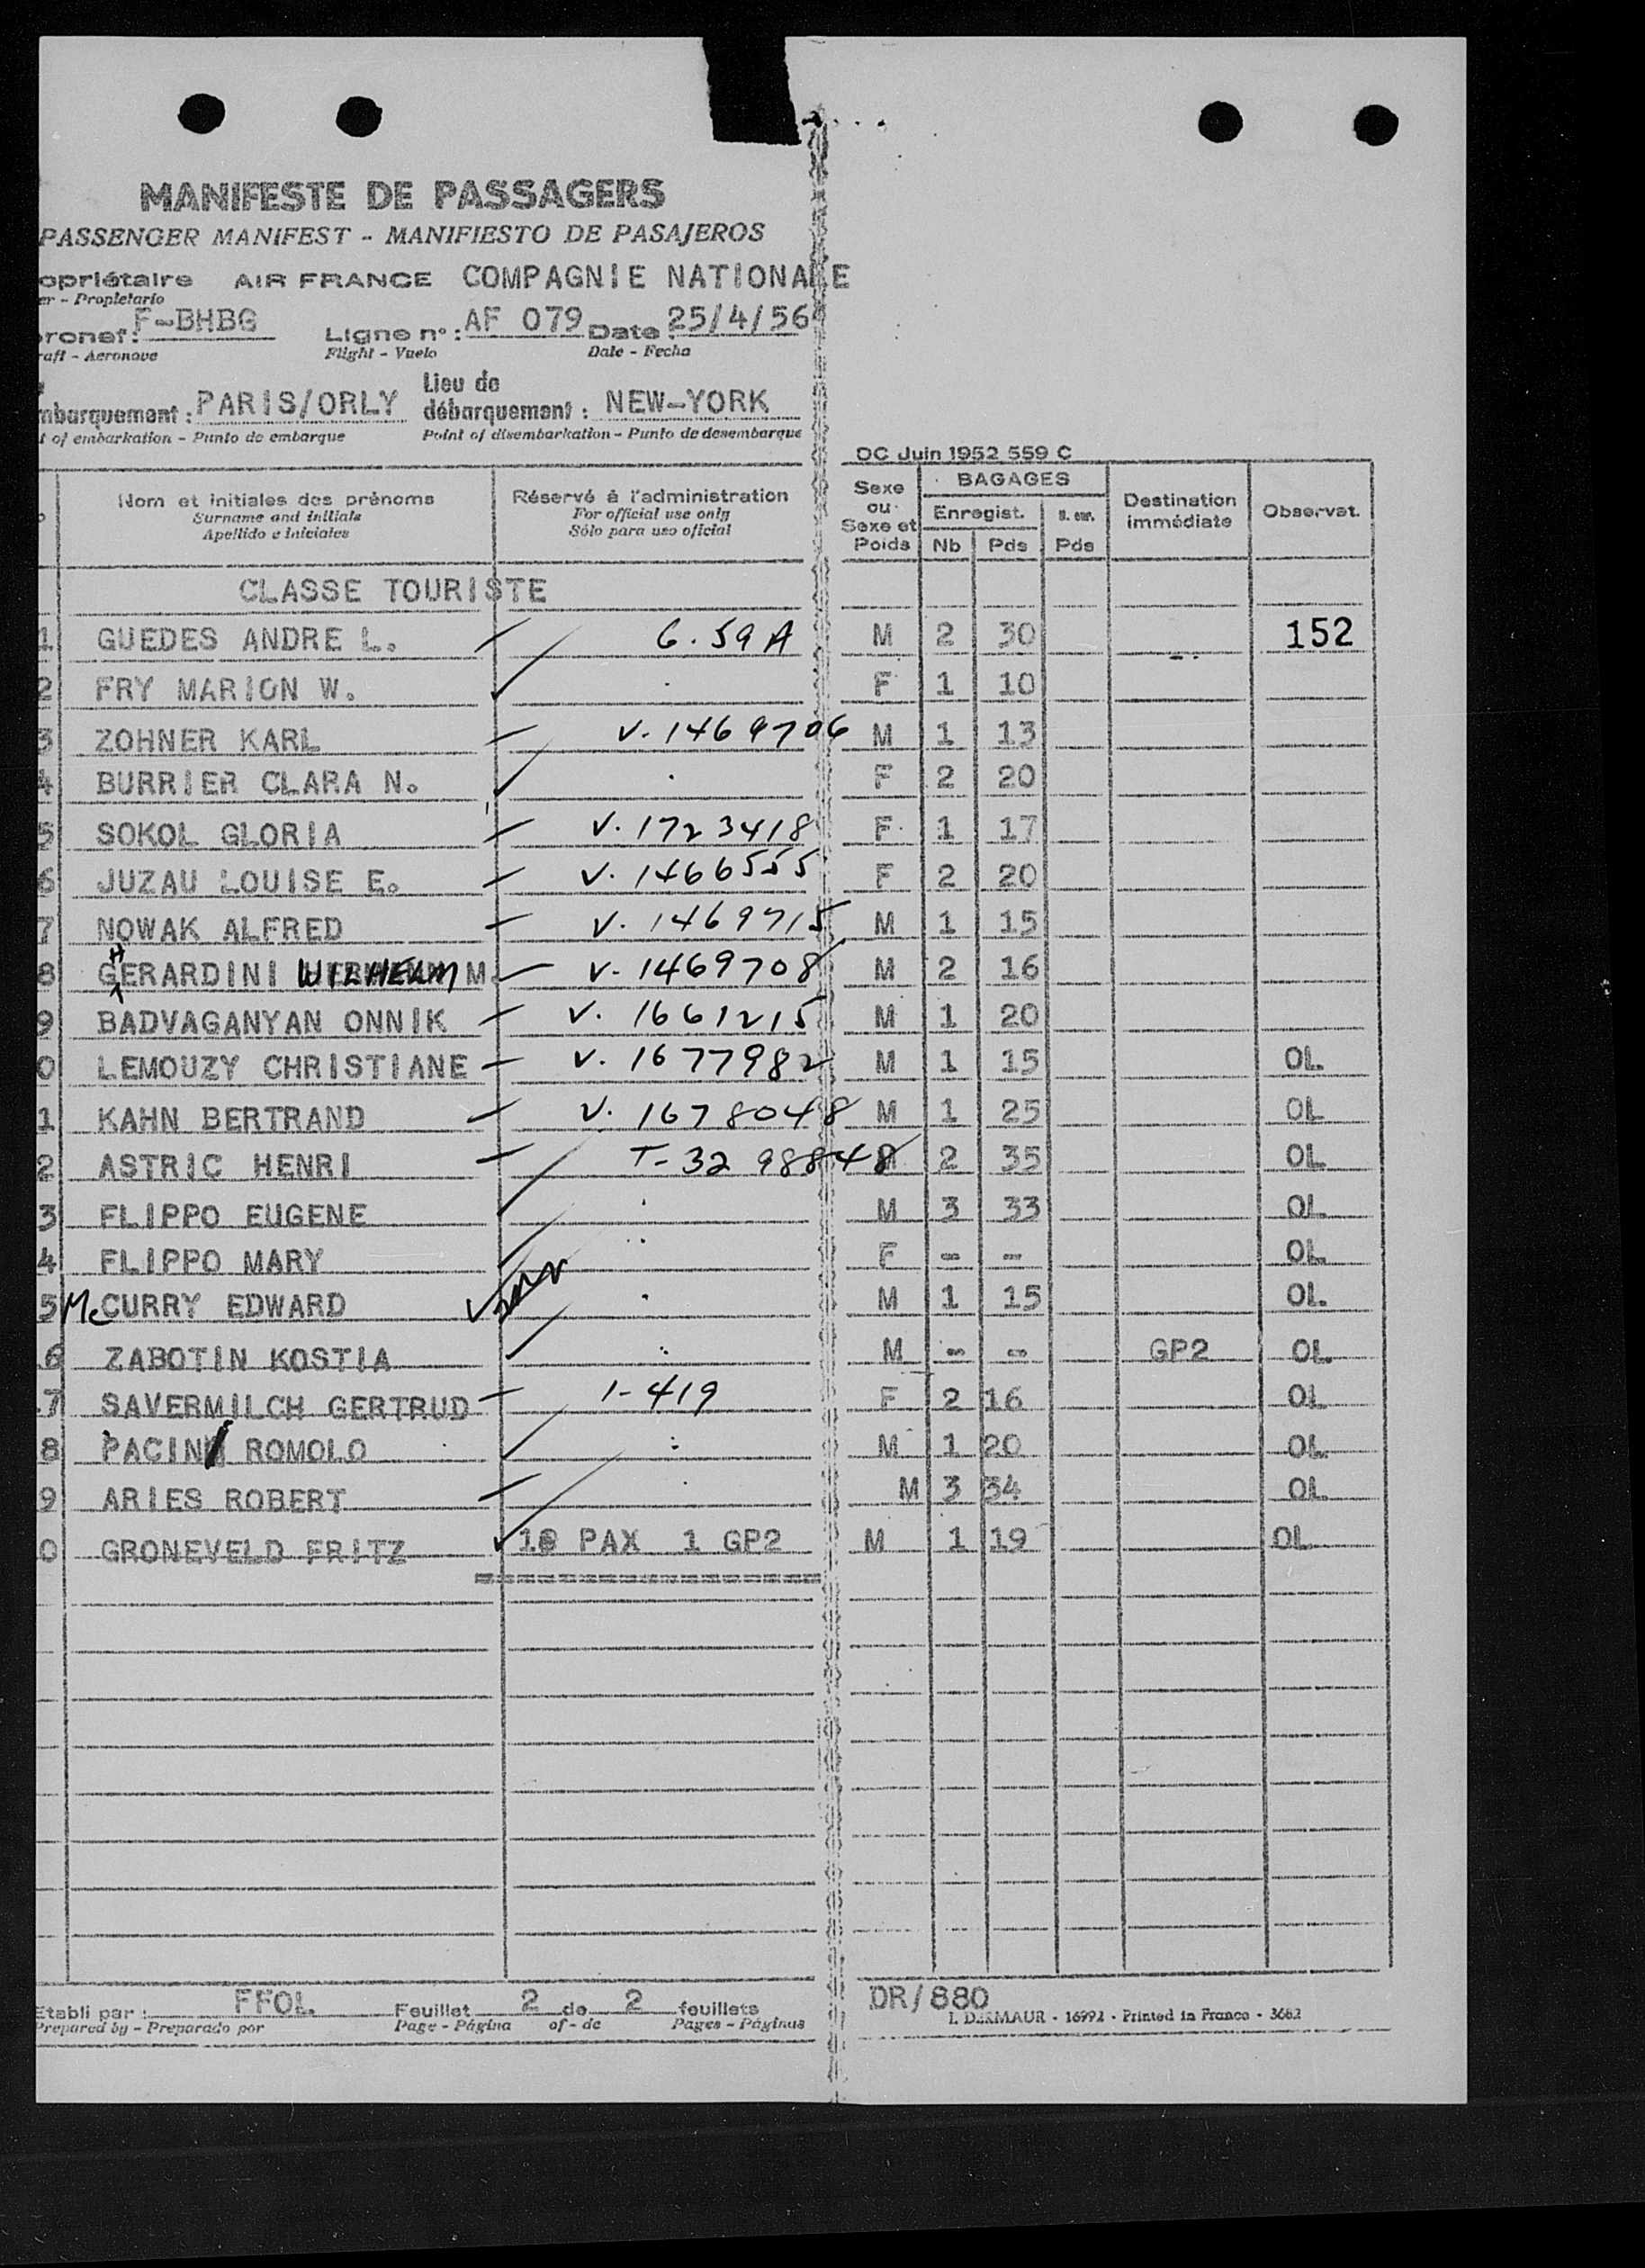 MANIFESTE DE PASSAGERS
PASSENGER MANIFEST - MANIFIESTO DE PASAJEROS
opriétaire AIR FRANCE COMPAGNIE NATIONALE
er - Propietario
ronef: F-BHBG Ligne n°: AF 079 Date: 25/4/56
raft - Aeronave Flight - Vuelo Date - Fecha
mbarquement: PARIS/ORLY Lieu de débarquement: NEW-YORK
t of embarkation - Punto de embarque Point of disembarkation - Punto de desembarque
OC Juin 1952 559 C
Nom et initiales des prénoms Réservé à l'administration Sexe ou Sexe et Poids BAGAGES Destination immédiate Observat.
Surname and initials For official use only Enregist.
Apellido e iniciales Sólo para uso oficial Nb Pds Pds
CLASSE TOURISTE
1 GUEDES ANDRE L. 6.59A M 2 30 152
2 FRY MARION W. F 1 10
3 ZOHNER KARL V. 1469706 M 1 13
4 BURRIER CLARA N. F 2 20
5 SOKOL GLORIA V. 1723418 F 1 17
6 JUZAU LOUISE E. V. 1466555 F 2 20
7 NOWAK ALFRED V. 1469715 M 1 15
8 GHERARDINI WILHELM M. V. 1469708 M 2 16
9 BADVAGANYAN ONNIK V. 1661215 M 1 20
0 LEMOUZY CHRISTIANE V. 1677982 M 1 15 OL
1 KAHN BERTRAND V. 1678048 M 1 25 OL
2 ASTRIC HENRI T-3298848 2 35 OL
3 FLIPPO EUGENE M 3 33 OL
4 FLIPPO MARY F - - OL
5 McCURRY EDWARD M 1 15 OL
6 ZABOTIN KOSTIA M - - GP2 OL
7 SAVERMILCH GERTRUD 1-419 F 2 16 OL
8 PACIN ROMOLO M 1 20 OL
9 ARIES ROBERT M 3 34 OL
0 GRONEVELD FRITZ 18 PAX 1 GP2 M 1 19 OL
Etabli par: FFOL Feuillet 2 de 2 feuillets DR/880
Prepared by - Preparado por Page - Página of - de Pages - Páginas I. DERMAUR - 16992 - Printed in France - 3682